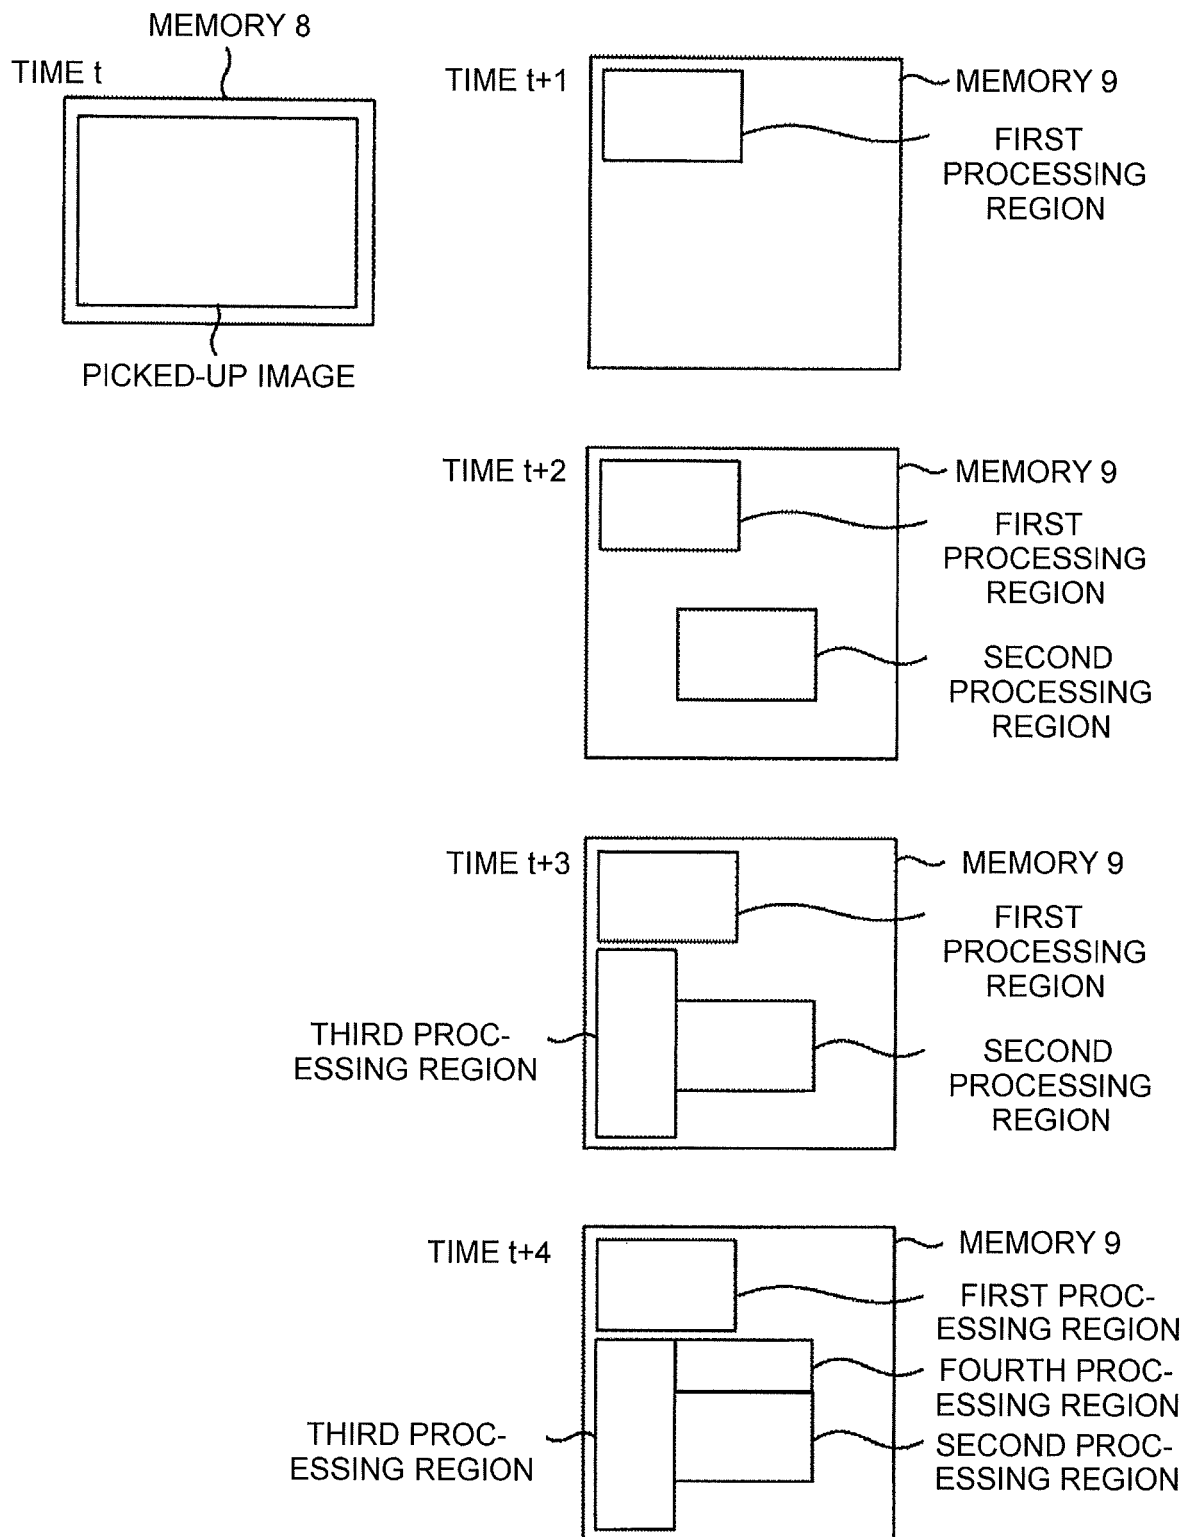 MEMORY 8
TIME t
PICKED-UP IMAGE
TIME t+1
MEMORY 9
FIRST
PROCESSING
REGION
TIME t+2
MEMORY 9
FIRST
PROCESSING
REGION
SECOND
PROCESSING
REGION
TIME t+3
MEMORY 9
FIRST
PROCESSING
REGION
THIRD PROC-
ESSING REGION
SECOND
PROCESSING
REGION
TIME t+4
MEMORY 9
FIRST PROC-
ESSING REGION
FOURTH PROC-
ESSING REGION
THIRD PROC-
ESSING REGION
SECOND PROC-
ESSING REGION